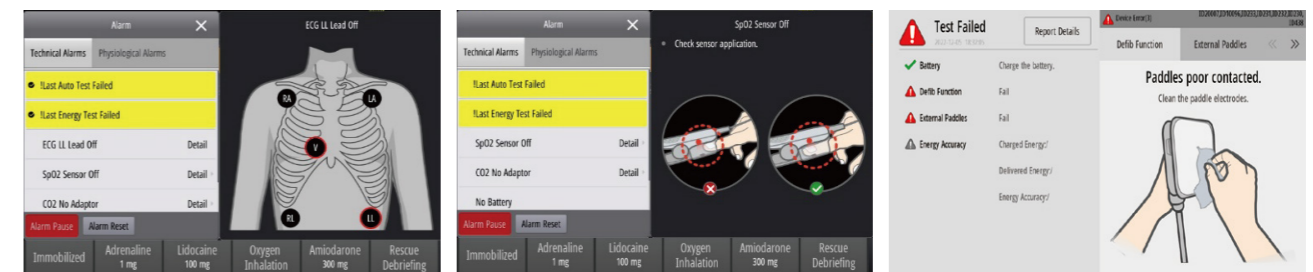 Alarm
Technical Alarms
Physiological Alarms
!Last Auto Test Failed
!Last Energy Test Failed
ECG LL Lead Off Detail
SpO2 Sensor Off Detail
CO2 No Adaptor Detail
Alarm Pause
Alarm Reset
ECG LL Lead Off
RA
LA
V
RL
LL
Immobilized
Adrenaline
1 mg
Lidocaine
100 mg
Oxygen
Inhalation
Amiodarone
300 mg
Rescue
Debriefing
Alarm
Technical Alarms
Physiological Alarms
!Last Auto Test Failed
!Last Energy Test Failed
SpO2 Sensor Off Detail
CO2 No Adaptor Detail
No Battery
Alarm Pause
Alarm Reset
SpO2 Sensor Off
Check sensor application.
Immobilized
Adrenaline
1 mg
Lidocaine
100 mg
Oxygen
Inhalation
Amiodarone
300 mg
Rescue
Debriefing
Test Failed
Report Details
Battery Charge the battery.
Defib Function Fail
External Paddles Fail
Energy Accuracy Charged Energy:/
Delivered Energy:/
Energy Accuracy:/
Device Error(3)
Defib Function
External Paddles
Paddles poor contacted.
Clean the paddle electrodes.